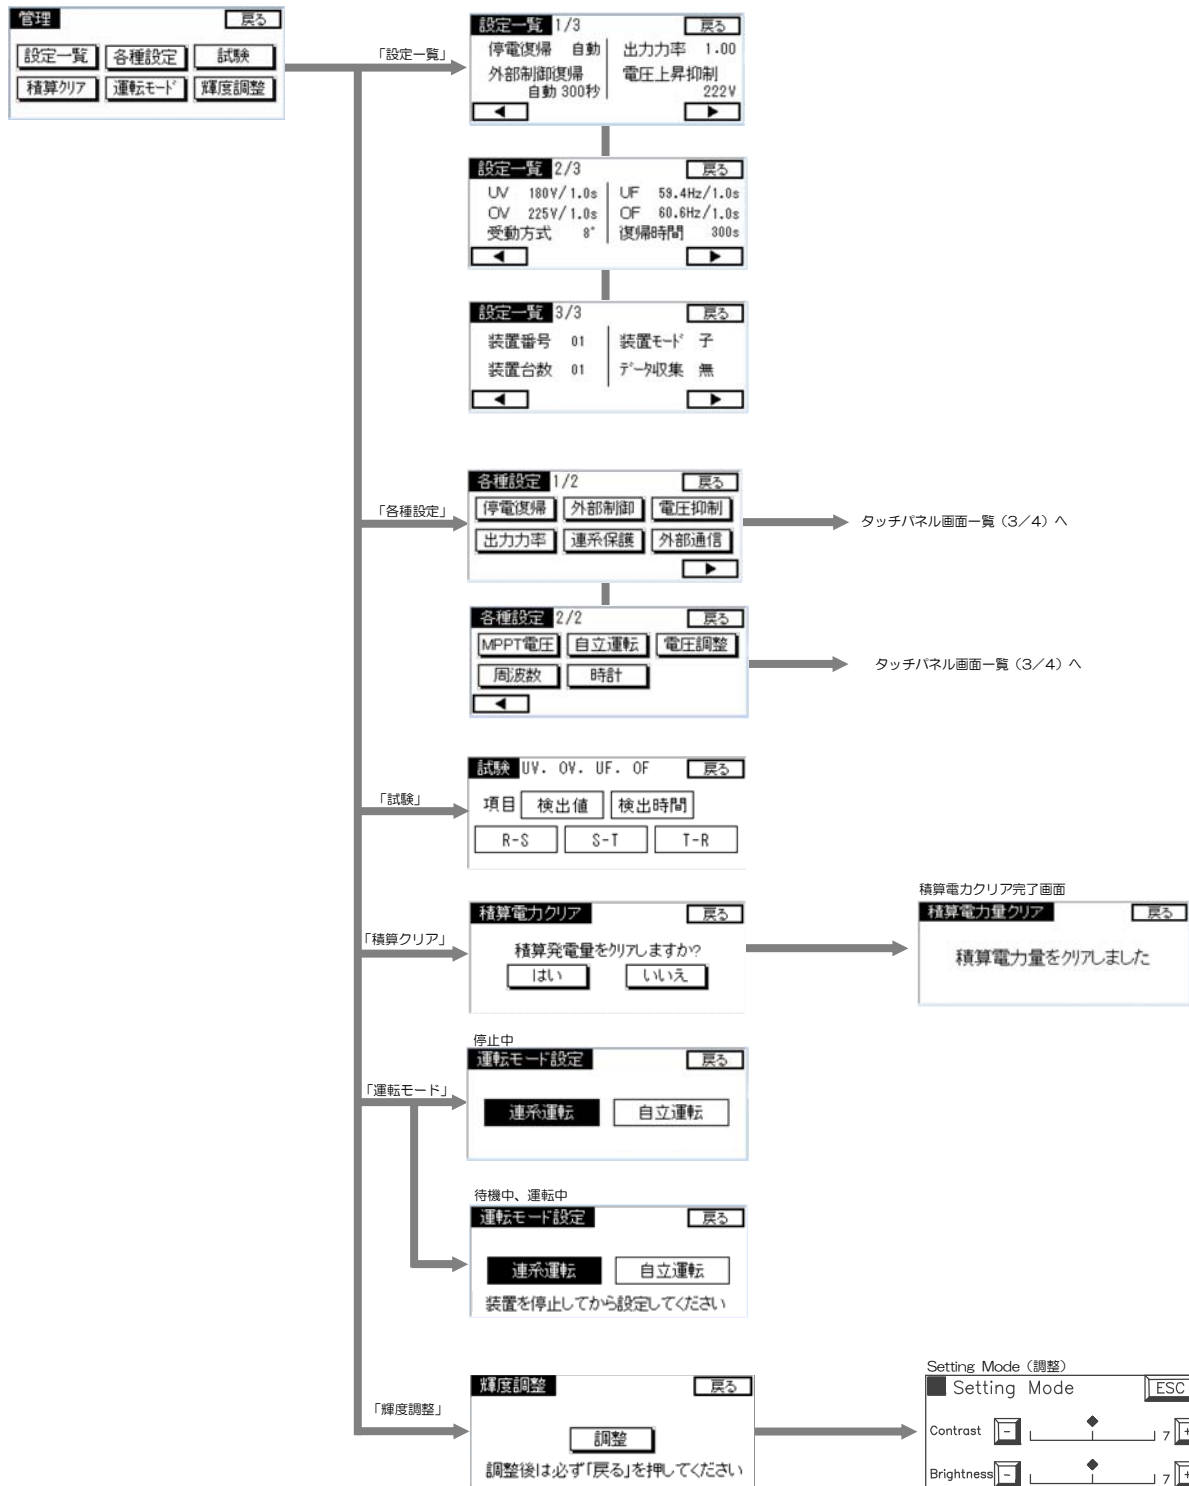 管理 戻る
設定一覧 各種設定 試験
積算クリア 運転モード 輝度調整
「設定一覧」
設定一覧 1/3 戻る
停電復帰 自動 出力力率 1.00
外部制御復帰 電圧上昇抑制
自動 300秒 222V
◀ ▶
設定一覧 2/3 戻る
UV 180V/1.0s UF 59.4Hz/1.0s
OV 225V/1.0s OF 60.6Hz/1.0s
受動方式 8° 復帰時間 300s
◀ ▶
設定一覧 3/3 戻る
装置番号 01 装置モード 子
装置台数 01 データ収集 無
◀ ▶
「各種設定」
各種設定 1/2 戻る
停電復帰 外部制御 電圧抑制
出力力率 連系保護 外部通信
▶
タッチパネル画面一覧（3／4）へ
各種設定 2/2 戻る
MPPT電圧 自立運転 電圧調整
周波数 時計
◀
タッチパネル画面一覧（3／4）へ
「試験」
試験 UV. OV. UF. OF 戻る
項目 検出値 検出時間
R-S S-T T-R
「積算クリア」
積算電力クリア 戻る
積算発電量をクリアしますか?
はい いいえ
積算電力クリア完了画面
積算電力量クリア 戻る
積算電力量をクリアしました
「運転モード」
停止中
運転モード設定 戻る
連系運転 自立運転
待機中、運転中
運転モード設定 戻る
連系運転 自立運転
装置を停止してから設定してください
「輝度調整」
輝度調整 戻る
調整
調整後は必ず「戻る」を押してください
Setting Mode（調整）
Setting Mode ESC
Contrast - 7 +
Brightness - 7 +